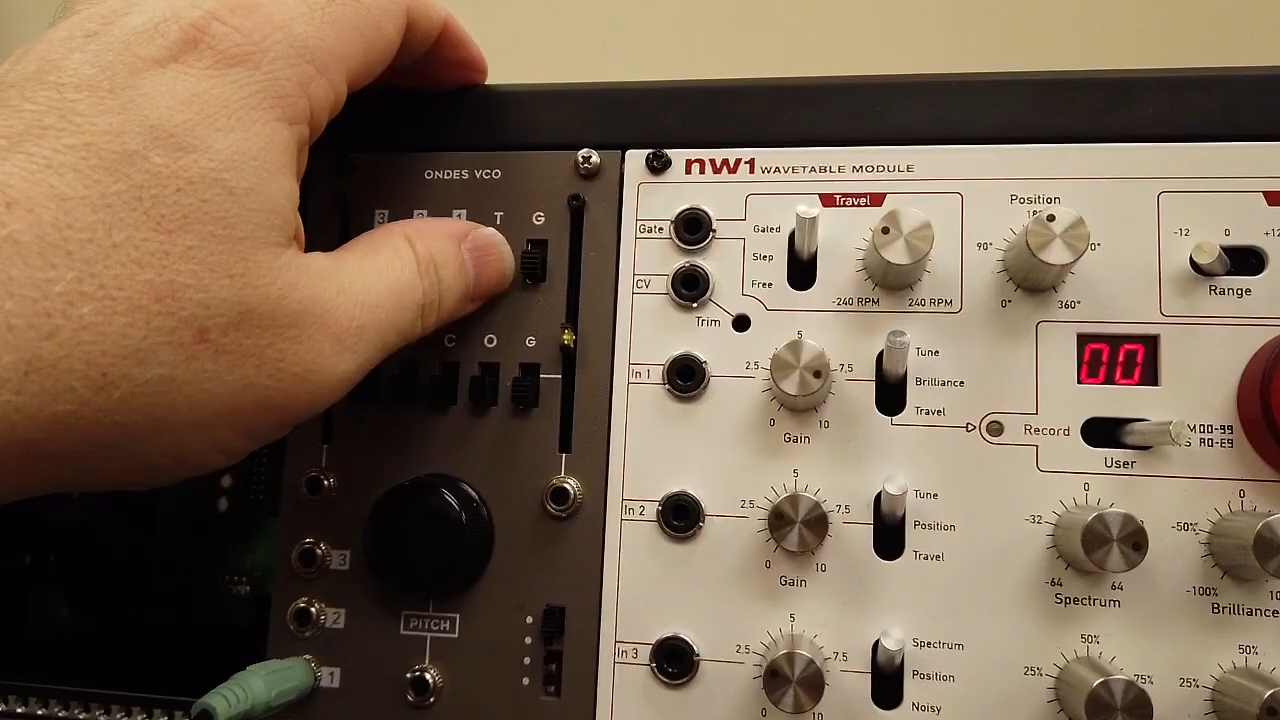 ONDES VCO
3 2 1 T G
C O G
3
2
1
PITCH
nw1 WAVETABLE MODULE
Gate
CV
Trim
Travel
Gated
Step
Free
-240 RPM 240 RPM
Position
90°
0° 360°
-12 0 +12
Range
In 1
2,5 5 7,5
0 10
Gain
Tune
Brilliance
Travel
00
Record
User
In 2
2,5 5 7,5
0 10
Gain
Tune
Position
Travel
-32 0
-64 64
Spectrum
-50% 0
-100%
Brilliance
In 3
2,5 5 7,5
0 10
Spectrum
Position
Noisy
25% 50% 75%
25% 50%